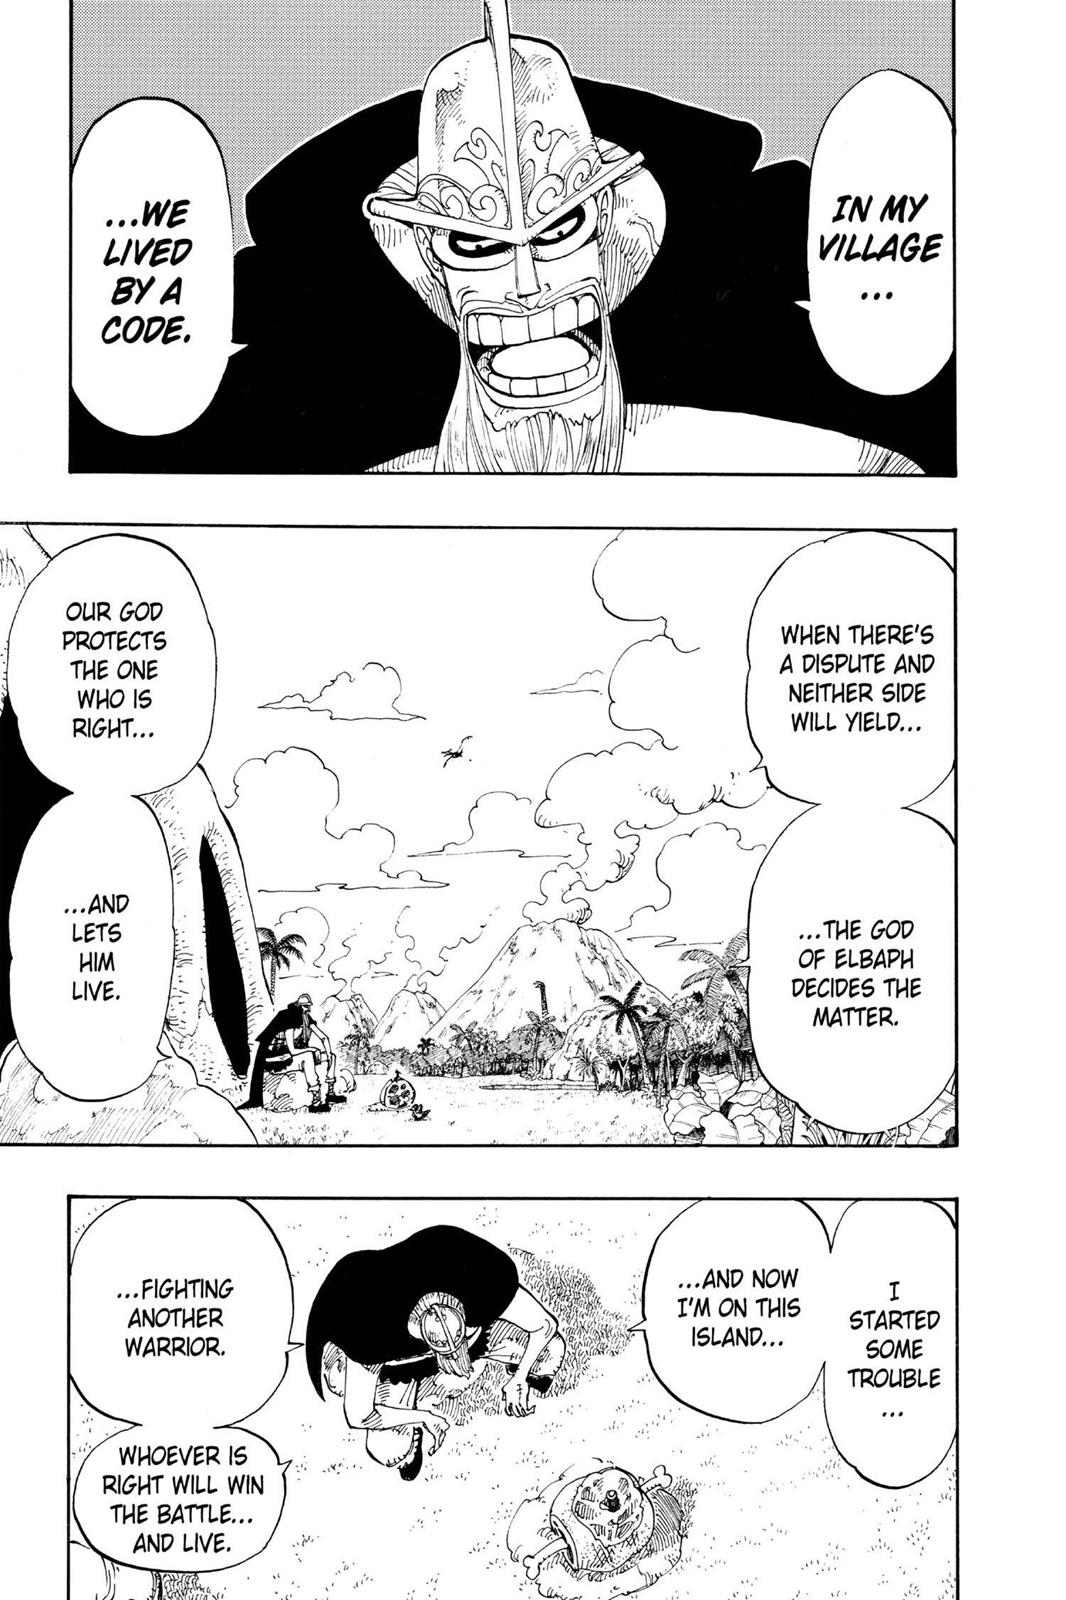 IN MY
VILLAGE
...
...WE
LIVED
BY A
CODE.
WHEN THERE'S
A DISPUTE AND
NEITHER SIDE
WILL YIELD...
...THE GOD
OF ELBAPH
DECIDES THE
MATTER.
OUR GOD
PROTECTS
THE ONE
WHO IS
RIGHT...
...AND
LETS
HIM
LIVE.
I
STARTED
SOME
TROUBLE
...
...AND NOW
I'M ON THIS
ISLAND...
...FIGHTING
ANOTHER
WARRIOR.
WHOEVER IS
RIGHT WILL WIN
THE BATTLE...
AND LIVE.